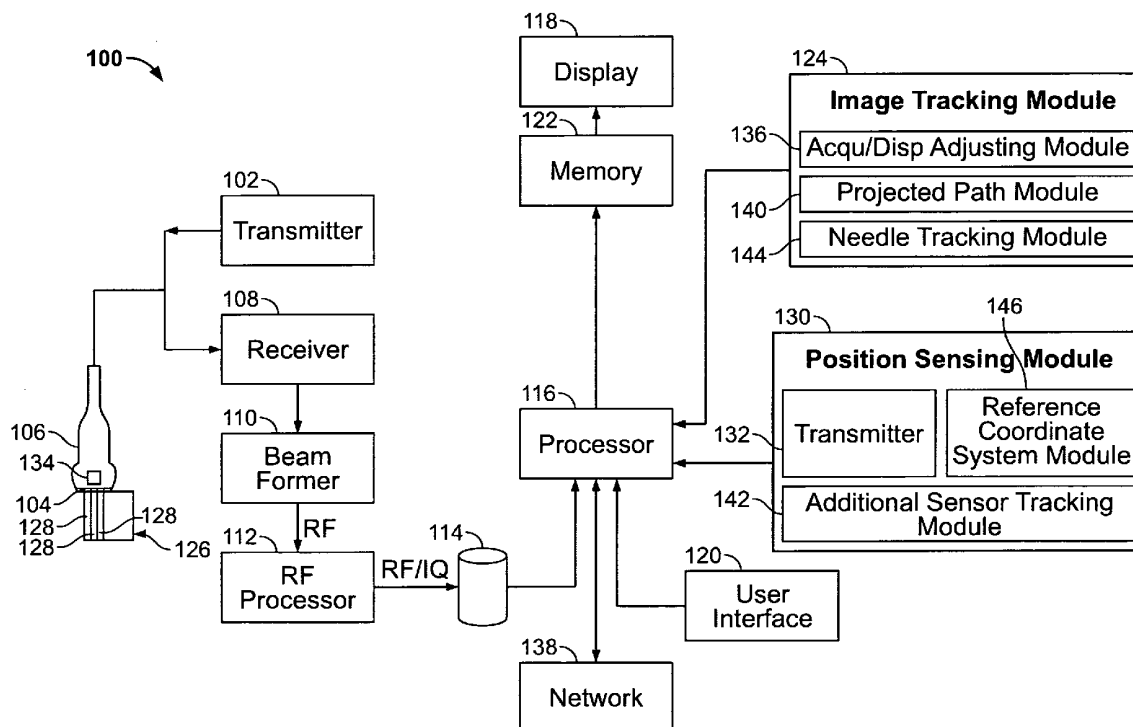 100
118
Display
122
Memory
124
Image Tracking Module
136
Acqu/Disp Adjusting Module
140
Projected Path Module
144
Needle Tracking Module
102
Transmitter
108
Receiver
110
Beam
Former
RF
112
RF
Processor
RF/IQ
114
106
134
104
128
128
128
126
116
Processor
130
146
Position Sensing Module
132
Transmitter
Reference
Coordinate
System Module
142
Additional Sensor Tracking
Module
120
User
Interface
138
Network